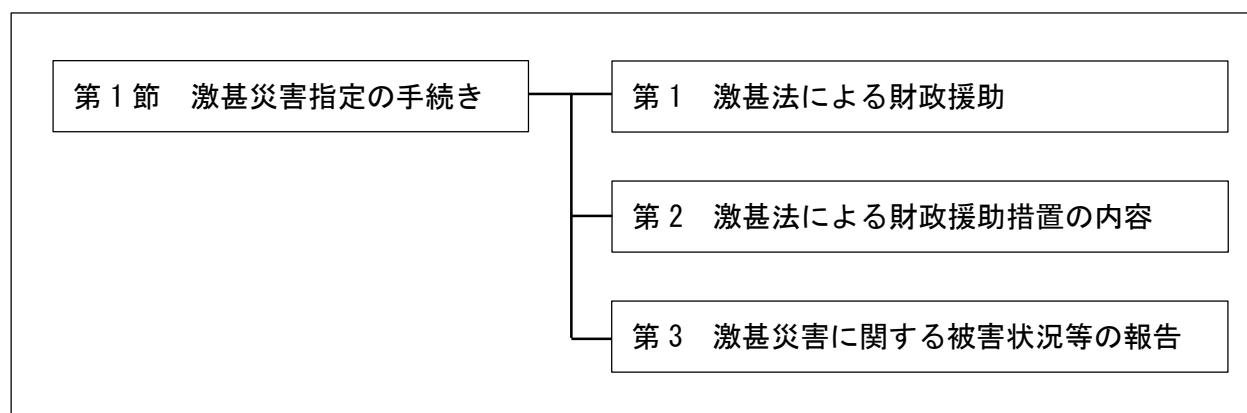 第1節　激甚災害指定の手続き
第1　激甚法による財政援助
第2　激甚法による財政援助措置の内容
第3　激甚災害に関する被害状況等の報告